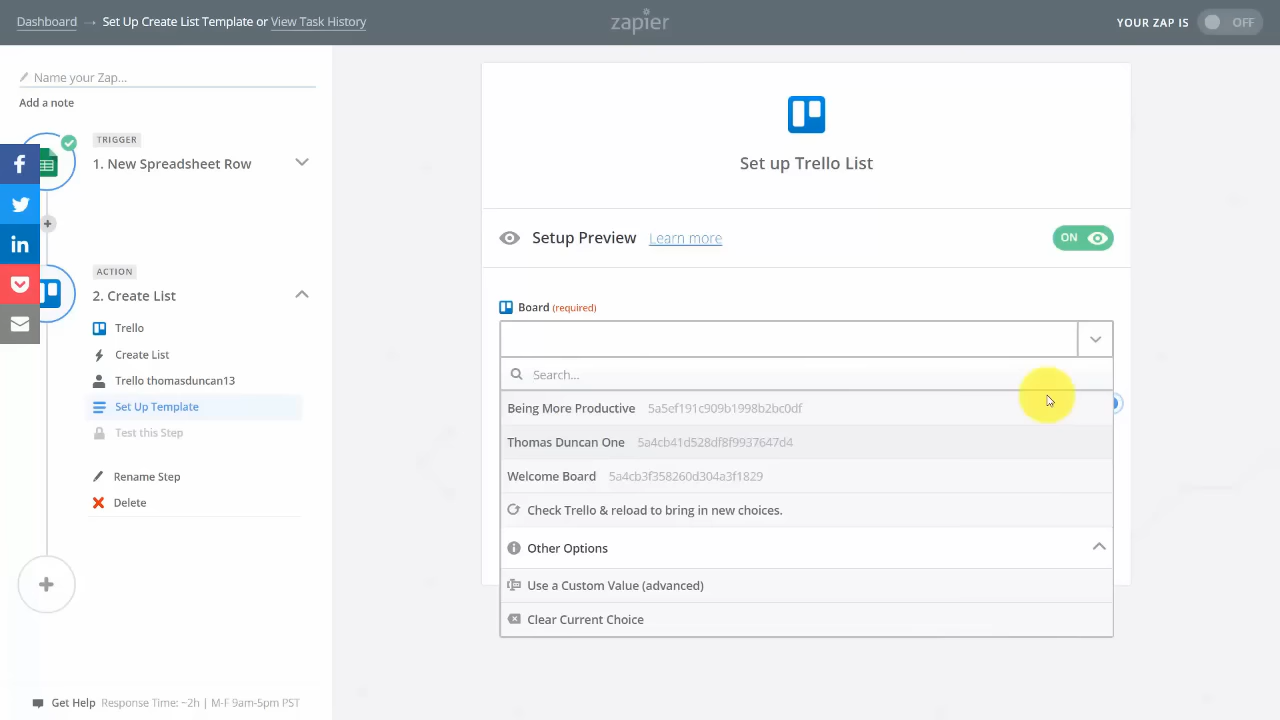 Dashboard → Set Up Create List Template or View Task History
zapier
YOUR ZAP IS OFF
Name your Zap...
Add a note
TRIGGER
1. New Spreadsheet Row
ACTION
2. Create List
Trello
Create List
Trello thomasduncan13
Set Up Template
Test this Step
Rename Step
Delete
Get Help Response Time: ~2h | M-F 9am-5pm PST
Set up Trello List
Setup Preview Learn more
ON
Board (required)
Search...
Being More Productive 5a5ef191c909b1998b2bc0df
Thomas Duncan One 5a4cb41d528df8f9937647d4
Welcome Board 5a4cb3f358260d304a3f1829
Check Trello & reload to bring in new choices.
Other Options
Use a Custom Value (advanced)
Clear Current Choice